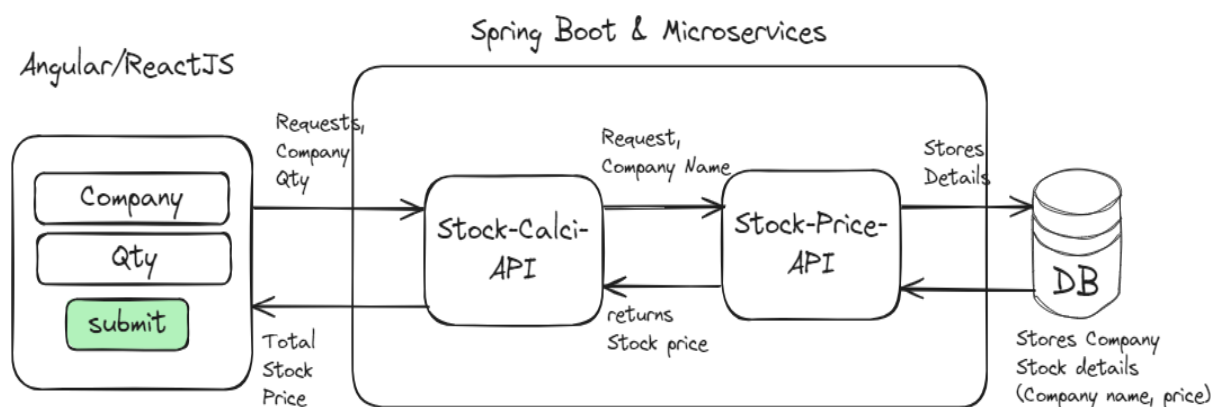 Spring Boot & Microservices
Angular/ReactJS
Company
Qty
submit
Requests,
Company
Qty
Total
Stock
Price
Stock-Calci-
API
Request,
Company Name
returns
Stock price
Stock-Price-
API
Stores
Details
DB
Stores Company
Stock details
(Company name, price)